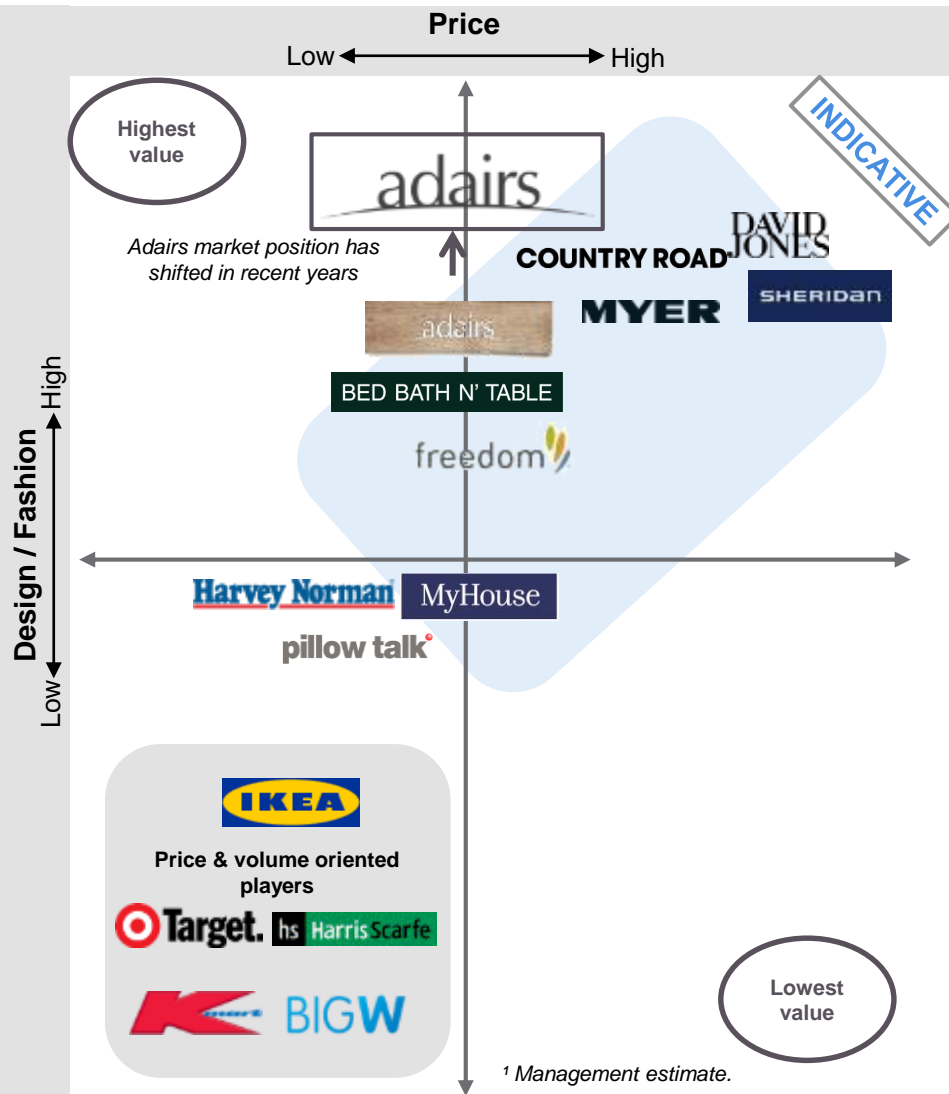 Price
Low High
Highest
value
INDICATIVE
adairs
Adairs market position has
shifted in recent years
DAVID
JONES
COUNTRY ROAD
SHERIDAN
MYER
adairs
BED BATH N' TABLE
freedom
Design / Fashion
Low High
Harvey Norman
MyHouse
pillow talk
IKEA
Price & volume oriented
players
Target.
hs Harris Scarfe
Kmart
BIGW
Lowest
value
¹ Management estimate.